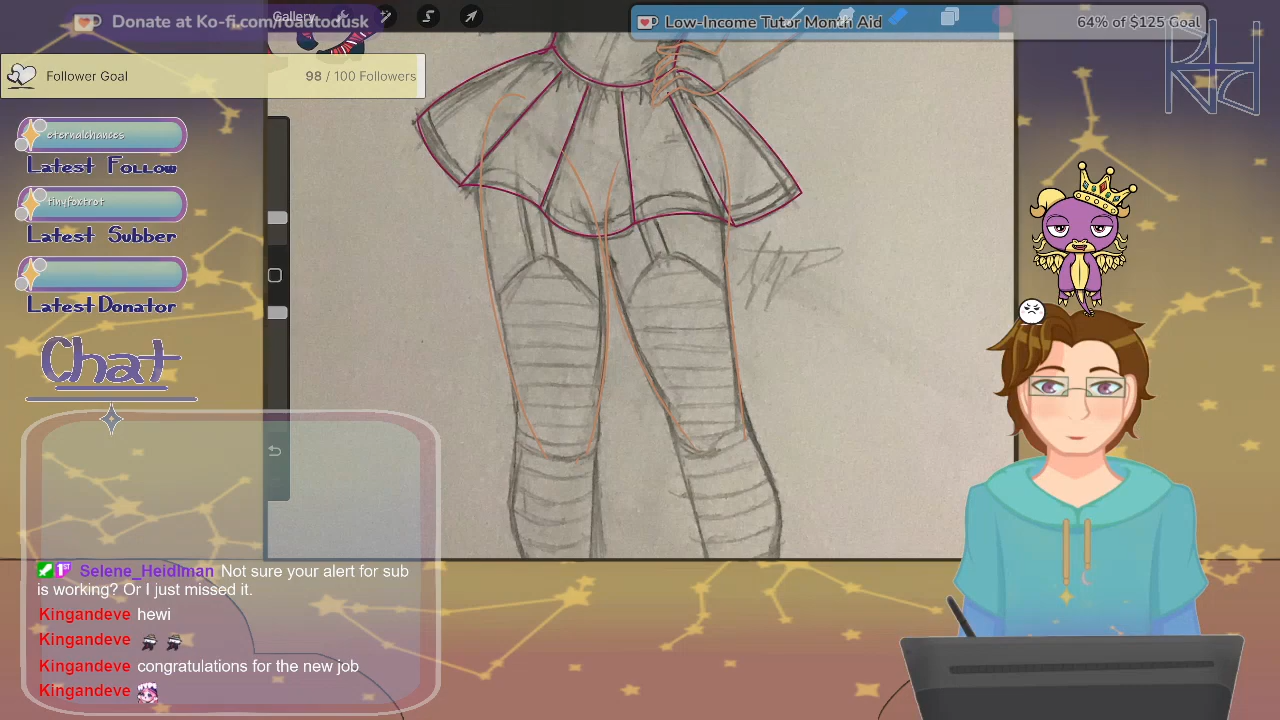 Donate at Ko-fi.com/roadtodusk
Gallery
Low-Income Tutor Month Aid
64% of $125 Goal
Follower Goal
98 / 100 Followers
eternalchances
Latest Follow
tinyfoxtrot
Latest Subber
Latest Donator
Chat
Selene_Heidlman Not sure your alert for sub
is working? Or I just missed it.
Kingandeve hewi
Kingandeve
Kingandeve congratulations for the new job
Kingandeve